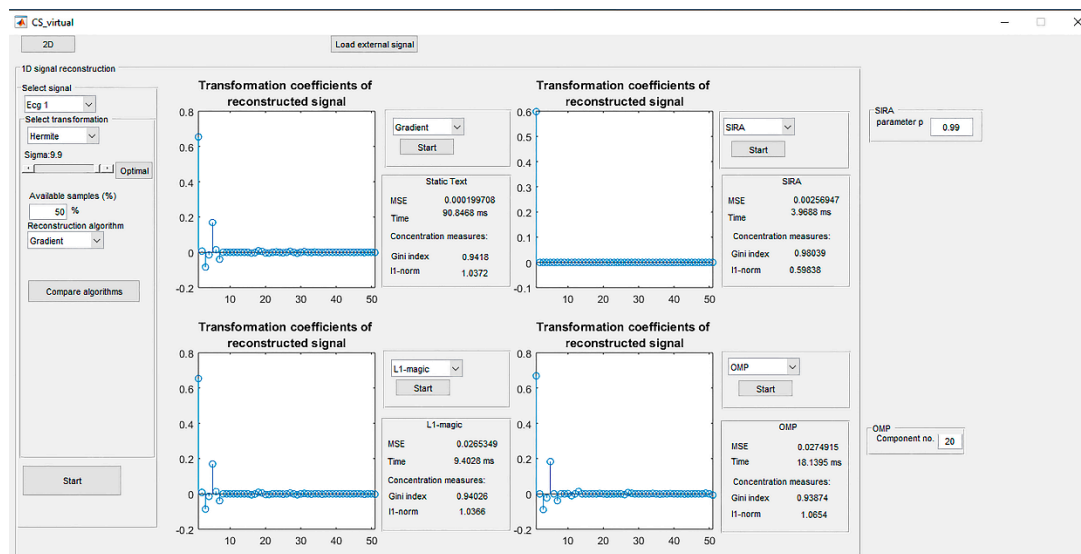 CS_virtual
2D
Load external signal
1D signal reconstruction
Select signal
Ecg 1
Select transformation
Hermite
Sigma:9.9
Optimal
Available samples (%)
50 %
Reconstruction algorithm
Gradient
Compare algorithms
Start
Transformation coefficients of
reconstructed signal
0.8
0.6
0.4
0.2
0
-0.2
10 20 30 40 50
Gradient
Start
Static Text
MSE 0.000199708
Time 90.8468 ms
Concentration measures:
Gini index 0.9418
l1-norm 1.0372
Transformation coefficients of
reconstructed signal
0.6
0.5
0.4
0.3
0.2
0.1
0
-0.1
10 20 30 40 50
SIRA
Start
SIRA
MSE 0.00256947
Time 3.9688 ms
Concentration measures:
Gini index 0.98039
l1-norm 0.59838
SIRA
parameter p 0.99
Transformation coefficients of
reconstructed signal
0.8
0.6
0.4
0.2
0
-0.2
10 20 30 40 50
L1-magic
Start
L1-magic
MSE 0.0265349
Time 9.4028 ms
Concentration measures:
Gini index 0.94026
l1-norm 1.0366
Transformation coefficients of
reconstructed signal
0.8
0.6
0.4
0.2
0
-0.2
10 20 30 40 50
OMP
Start
OMP
MSE 0.0274915
Time 18.1395 ms
Concentration measures:
Gini index 0.93874
l1-norm 1.0654
OMP
Component no. 20